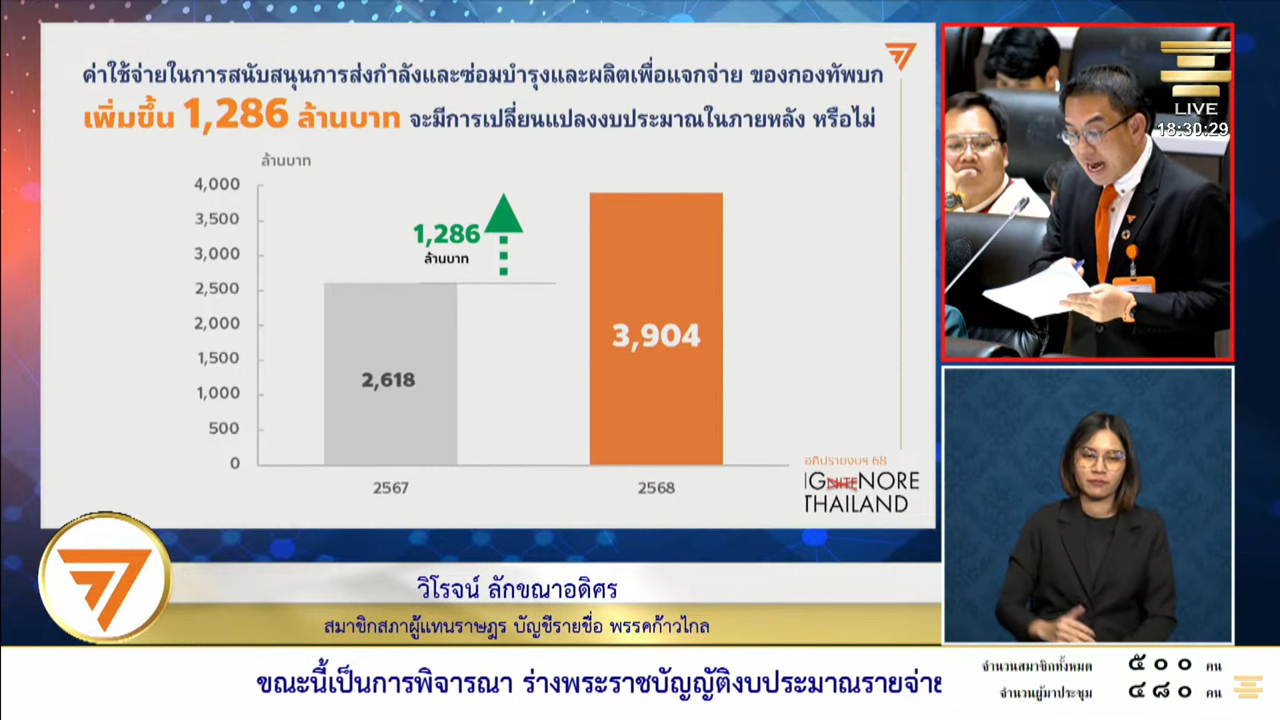 ค่าใช้จ่ายในการสนับสนุนการส่งกำลังและซ่อมบำรุงและผลิตเพื่อแจกจ่าย ของกองทัพบก
เพิ่มขึ้น 1,286 ล้านบาท จะมีการเปลี่ยนแปลงงบประมาณในภายหลัง หรือไม่
ล้านบาท
4,000
3,500
3,000
2,500
2,000
1,500
1,000
500
0
1,286
ล้านบาท
2,618
3,904
2567
2568
อภิปรายงบฯ 68
IGNITENORE
THAILAND
LIVE
18:30:29
วิโรจน์ ลักขณาอดิศร
สมาชิกสภาผู้แทนราษฎร บัญชีรายชื่อ พรรคก้าวไกล
ขณะนี้เป็นการพิจารณา ร่างพระราชบัญญัติงบประมาณรายจ่าย
จำนวนสมาชิกทั้งหมด ๕๐๐ คน
จำนวนผู้มาประชุม ๔๘๐ คน